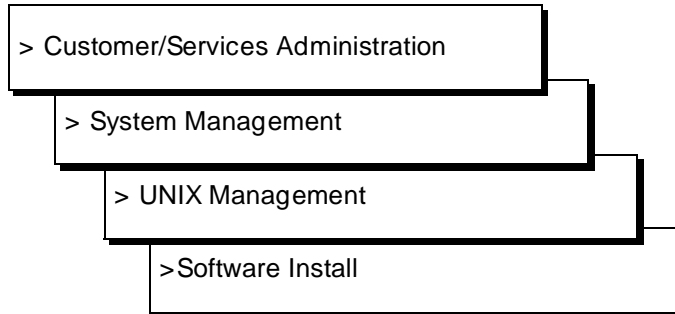 > Customer/Services Administration
> System Management
> UNIX Management
>Software Install